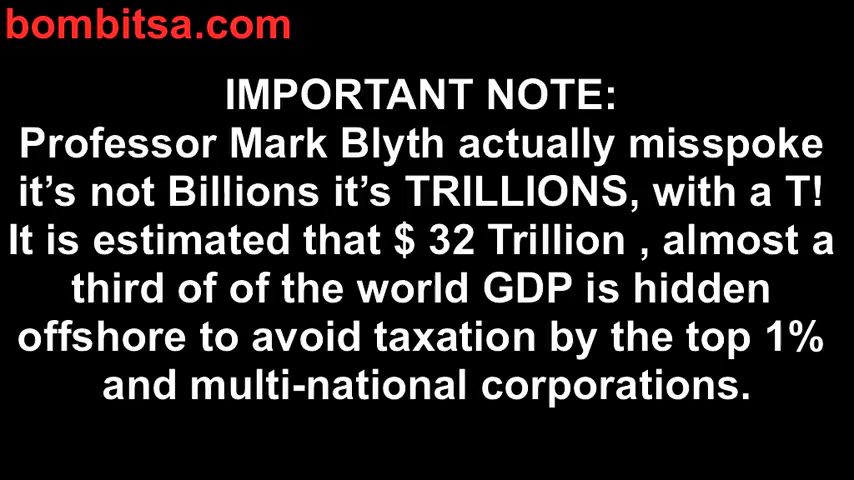 bombitsa.com
IMPORTANT NOTE:
Professor Mark Blyth actually misspoke
it’s not Billions it’s TRILLIONS, with a T!
It is estimated that $ 32 Trillion , almost a
third of of the world GDP is hidden
offshore to avoid taxation by the top 1%
and multi-national corporations.